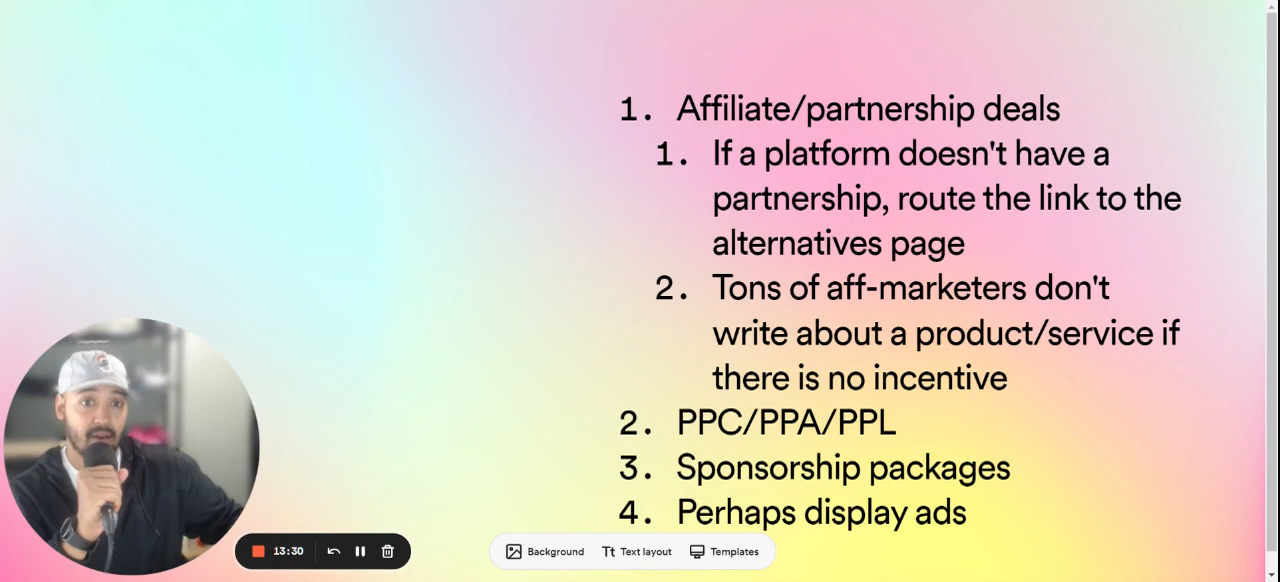 1. Affiliate/partnership deals
1. If a platform doesn't have a
partnership, route the link to the
alternatives page
2. Tons of aff-marketers don't
write about a product/service if
there is no incentive
2. PPC/PPA/PPL
3. Sponsorship packages
4. Perhaps display ads
13:30
Background Tt Text layout Templates